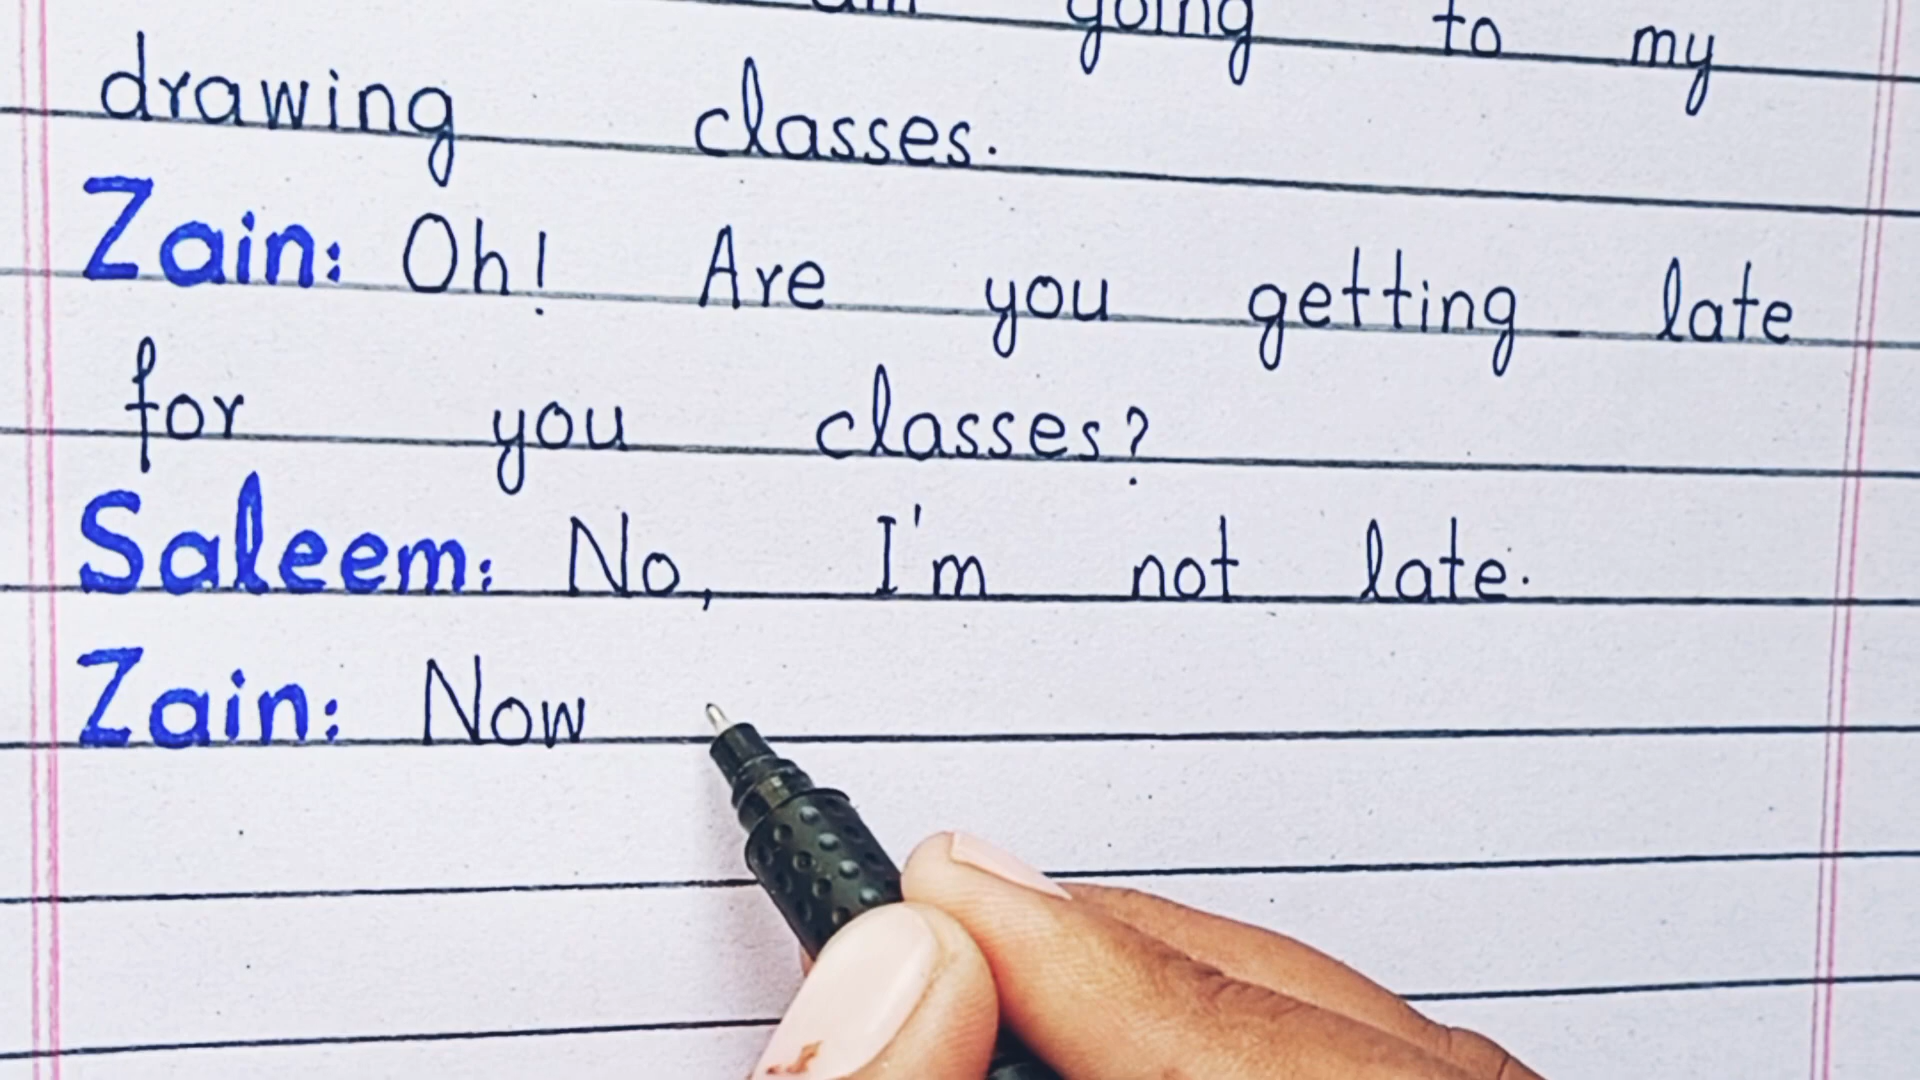 am going to my
drawing classes.
Zain: Oh! Are you getting late
for you classes?
Saleem: No, I'm not late.
Zain: Now